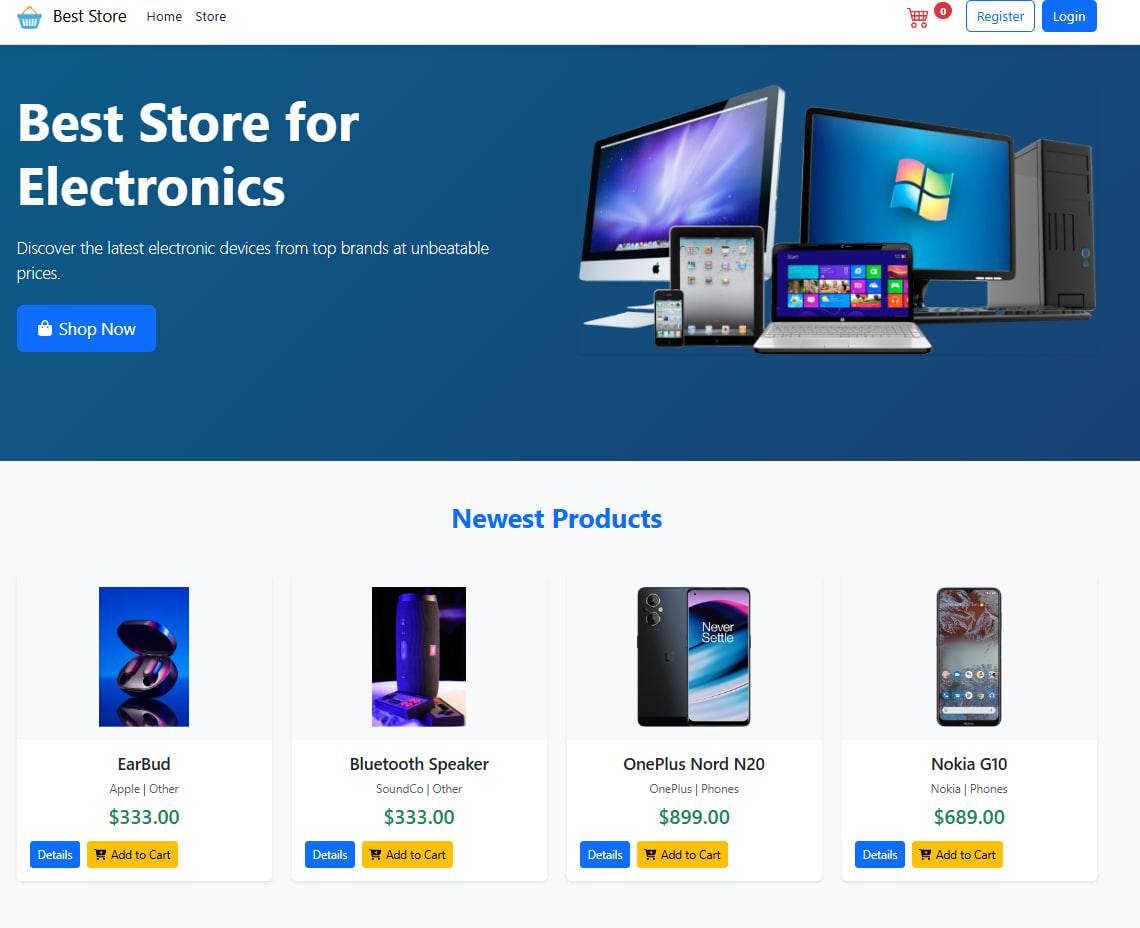 Best Store Home Store 0 Register Login
Best Store for
Electronics
Discover the latest electronic devices from top brands at unbeatable
prices.
Shop Now
Start
Newest Products
Never
Settle
EarBud
Apple | Other
$333.00
Details Add to Cart
Bluetooth Speaker
SoundCo | Other
$333.00
Details Add to Cart
OnePlus Nord N20
OnePlus | Phones
$899.00
Details Add to Cart
Nokia G10
Nokia | Phones
$689.00
Details Add to Cart